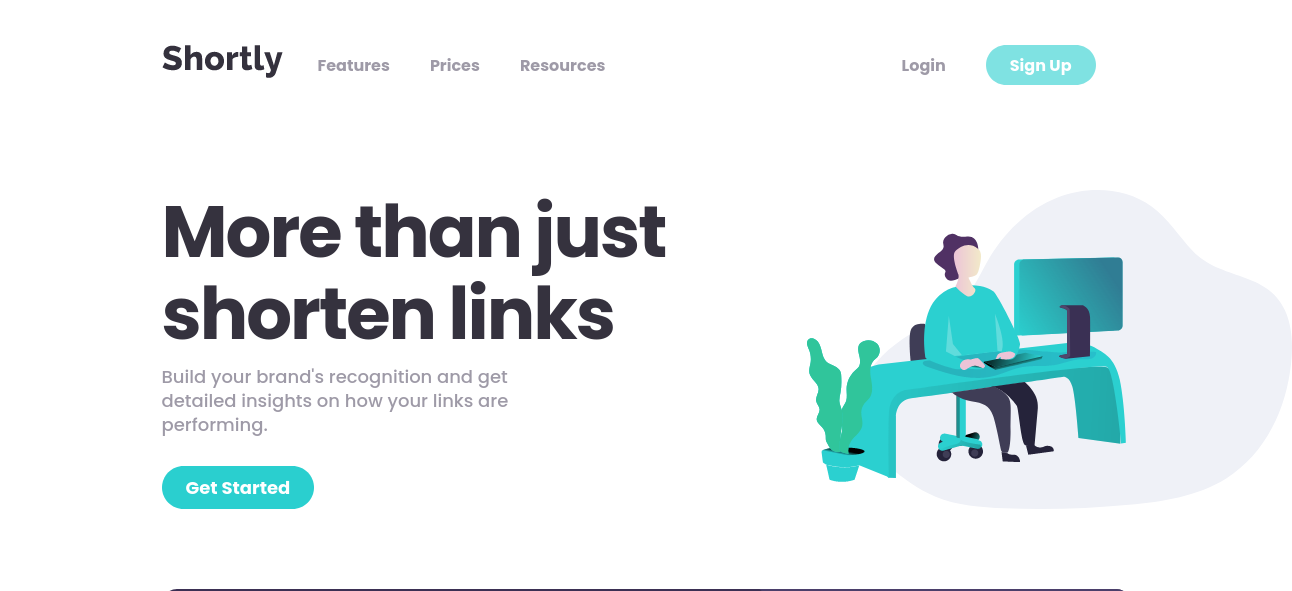 Shortly
Features Prices Resources
Login Sign Up
More than just
shorten links
Build your brand's recognition and get
detailed insights on how your links are
performing.
Get Started